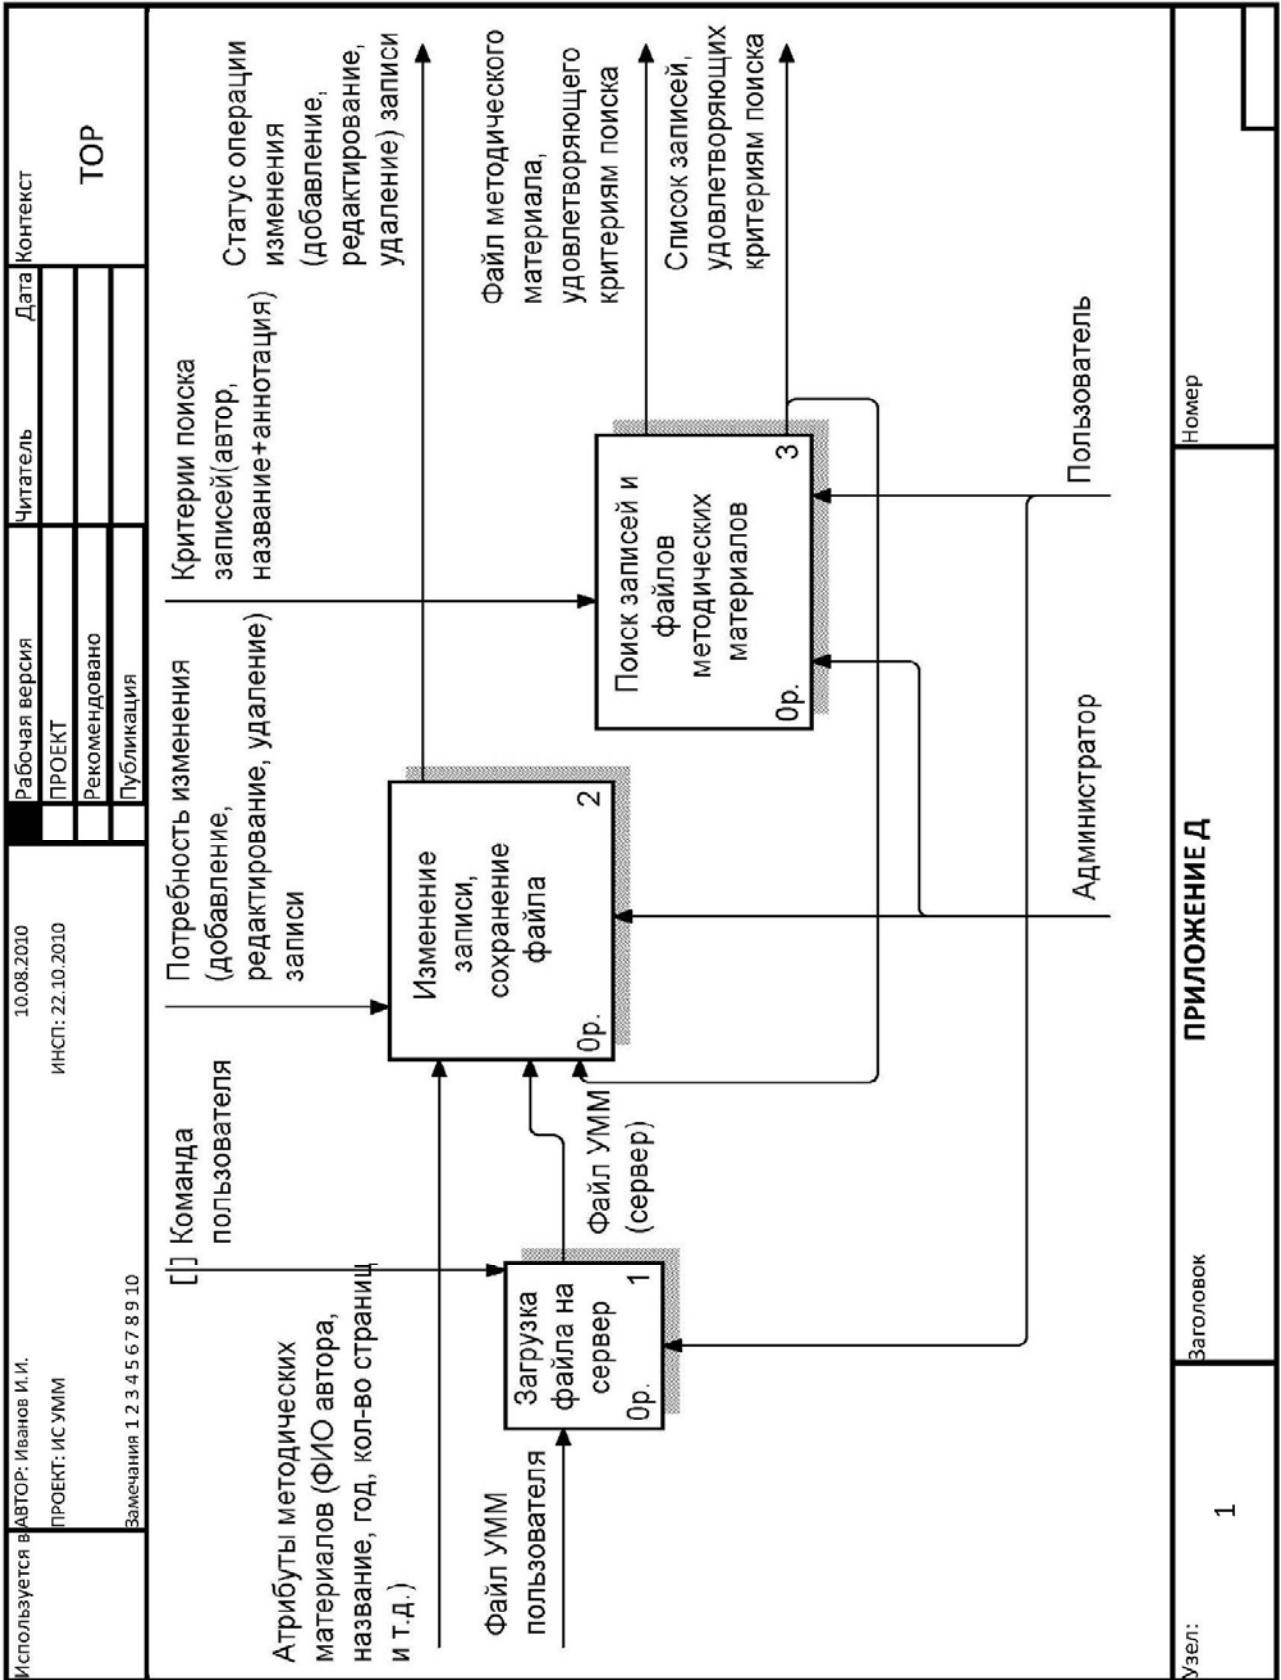 Используется в
АВТОР: Иванов И.И.
10.08.2010
ПРОЕКТ: ИС УММ
ИНСП: 22.10.2010
Замечания 1 2 3 4 5 6 7 8 9 10
Рабочая версия
ПРОЕКТ
Рекомендовано
Публикация
Читатель
Дата
Контекст
TOP
Атрибуты методических
материалов (ФИО автора,
название, год, кол-во страниц
и т.д.)
Файл УММ
пользователя
[ ] Команда
пользователя
Потребность изменения
(добавление,
редактирование, удаление)
записи
Критерии поиска
записей(автор,
название+аннотация)
Статус операции
изменения
(добавление,
редактирование,
удаление) записи
Файл методического
материала,
удовлетворяющего
критериям поиска
Список записей,
удовлетворяющих
критериям поиска
Загрузка
файла на
сервер
0р.
1
Файл УММ
(сервер)
Изменение
записи,
сохранение
файла
0р.
2
Поиск записей и
файлов
методических
материалов
0р.
3
Администратор
Пользователь
Узел:
1
Заголовок
ПРИЛОЖЕНИЕ Д
Номер